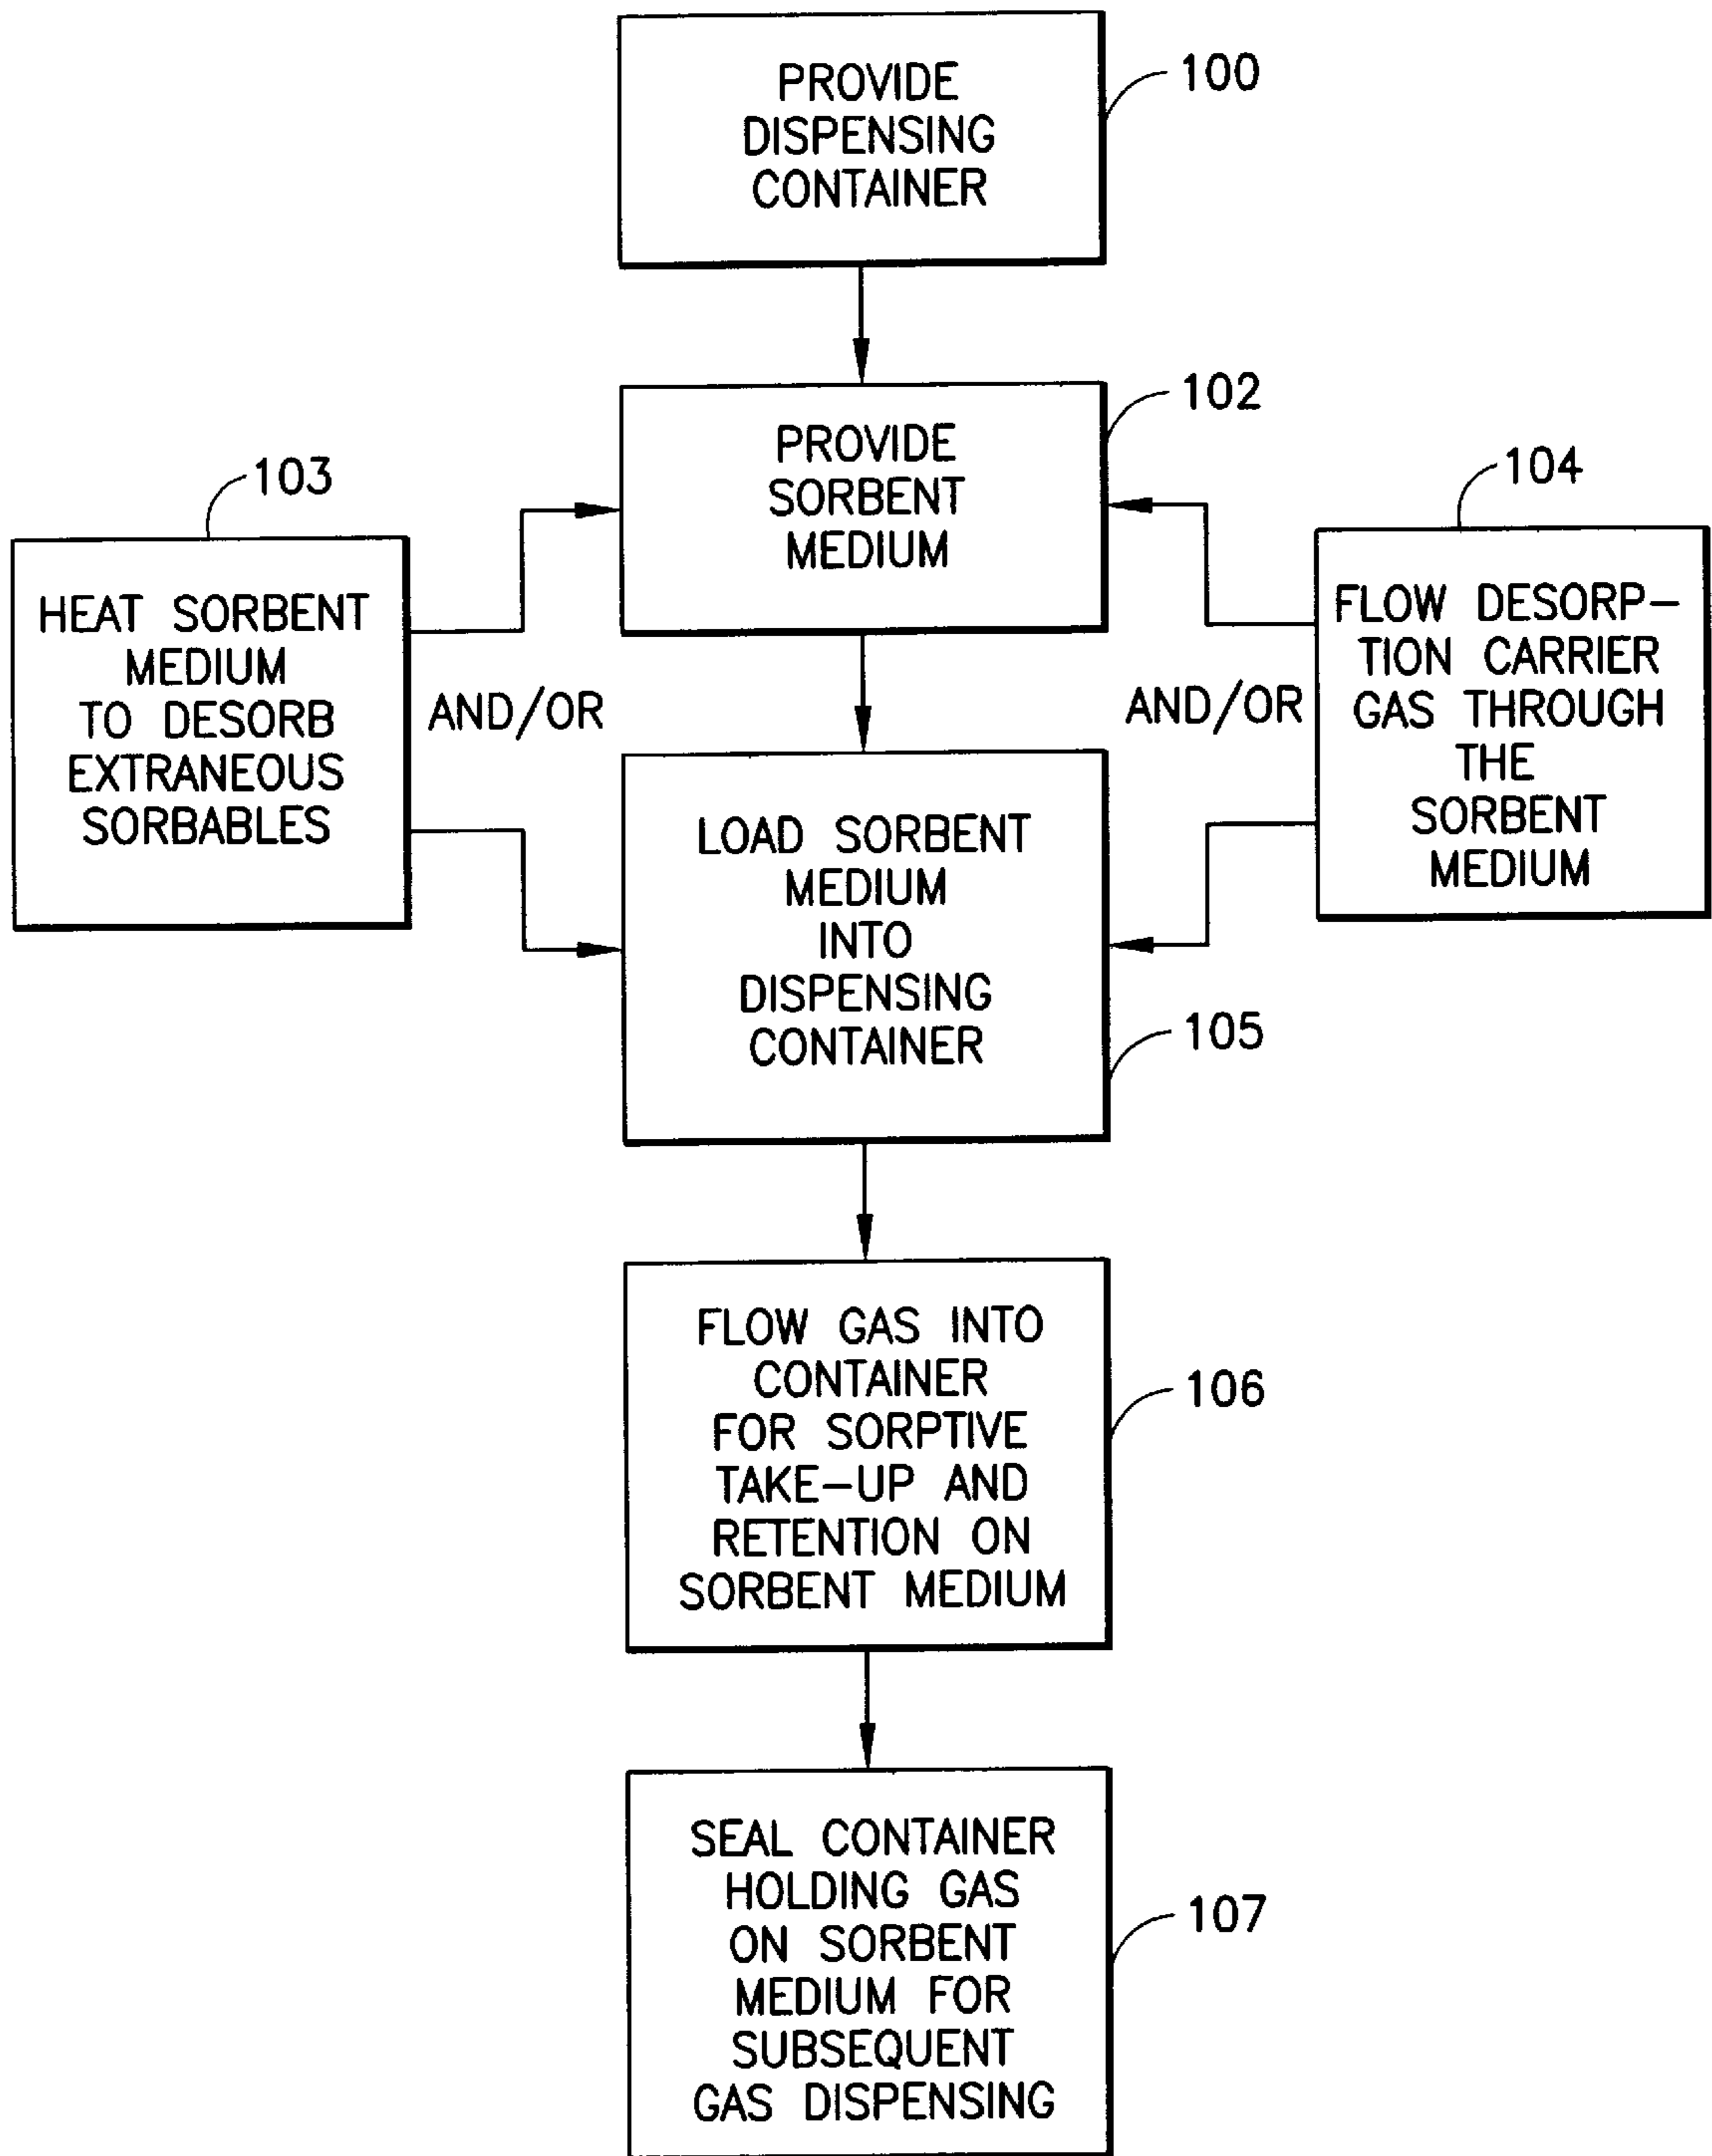 PROVIDE
DISPENSING
CONTAINER
100
PROVIDE
SORBENT
MEDIUM
102
103
HEAT SORBENT
MEDIUM
TO DESORB
EXTRANEOUS
SORBABLES
AND/OR
AND/OR
104
FLOW DESORP-
TION CARRIER
GAS THROUGH
THE
SORBENT
MEDIUM
LOAD SORBENT
MEDIUM
INTO
DISPENSING
CONTAINER
105
FLOW GAS INTO
CONTAINER
FOR SORPTIVE
TAKE-UP AND
RETENTION ON
SORBENT MEDIUM
106
SEAL CONTAINER
HOLDING GAS
ON SORBENT
MEDIUM FOR
SUBSEQUENT
GAS DISPENSING
107